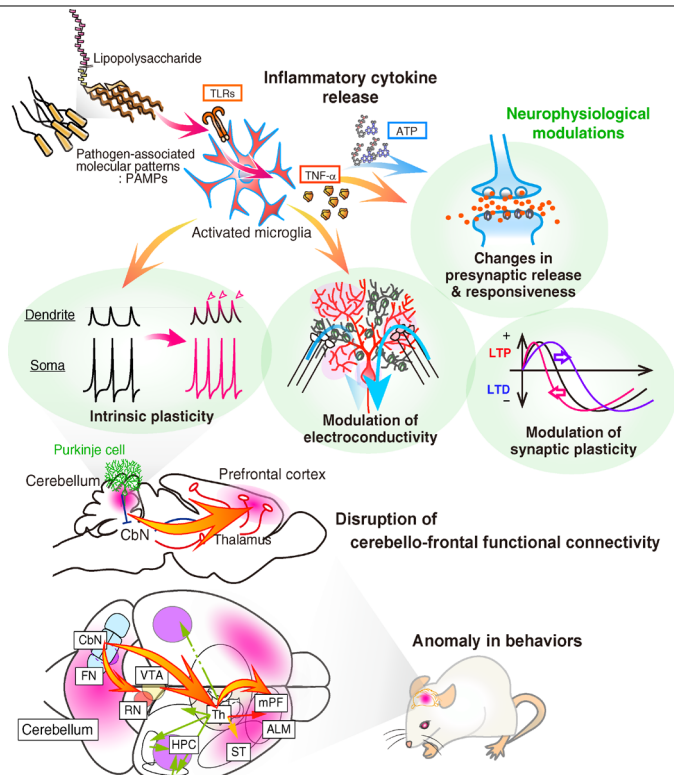 Lipopolysaccharide
TLRs
Inflammatory cytokine
release
ATP
Neurophysiological
modulations
Pathogen-associated
molecular patterns
: PAMPs
TNF-α
Activated microglia
Changes in
presynaptic release
& responsiveness
Dendrite
Soma
Intrinsic plasticity
Modulation of
electroconductivity
+
LTP
LTD
−
Modulation of
synaptic plasticity
Purkinje cell
Cerebellum
Prefrontal cortex
CbN
Thalamus
Disruption of
cerebello-frontal functional connectivity
CbN
FN
VTA
RN
Th
mPF
ALM
HPC
ST
Cerebellum
Anomaly in behaviors